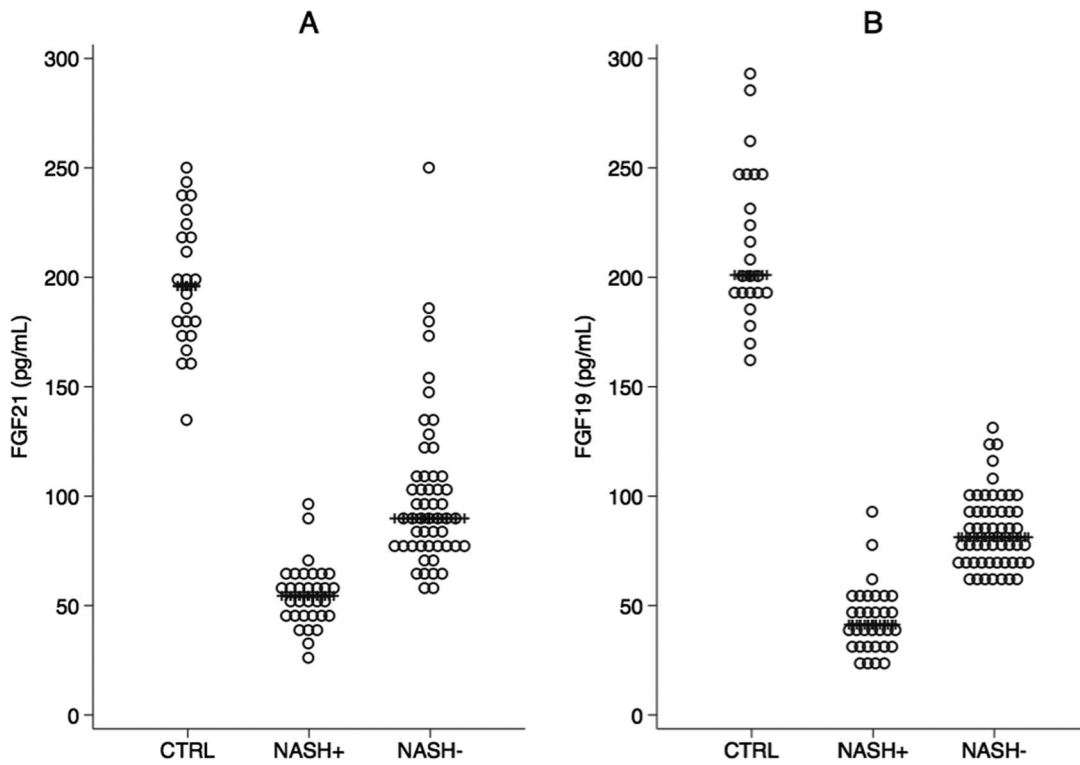 A
FGF21 (pg/mL)
300
250
200
150
100
50
0
CTRL NASH+ NASH-
B
FGF19 (pg/mL)
300
250
200
150
100
50
0
CTRL NASH+ NASH-